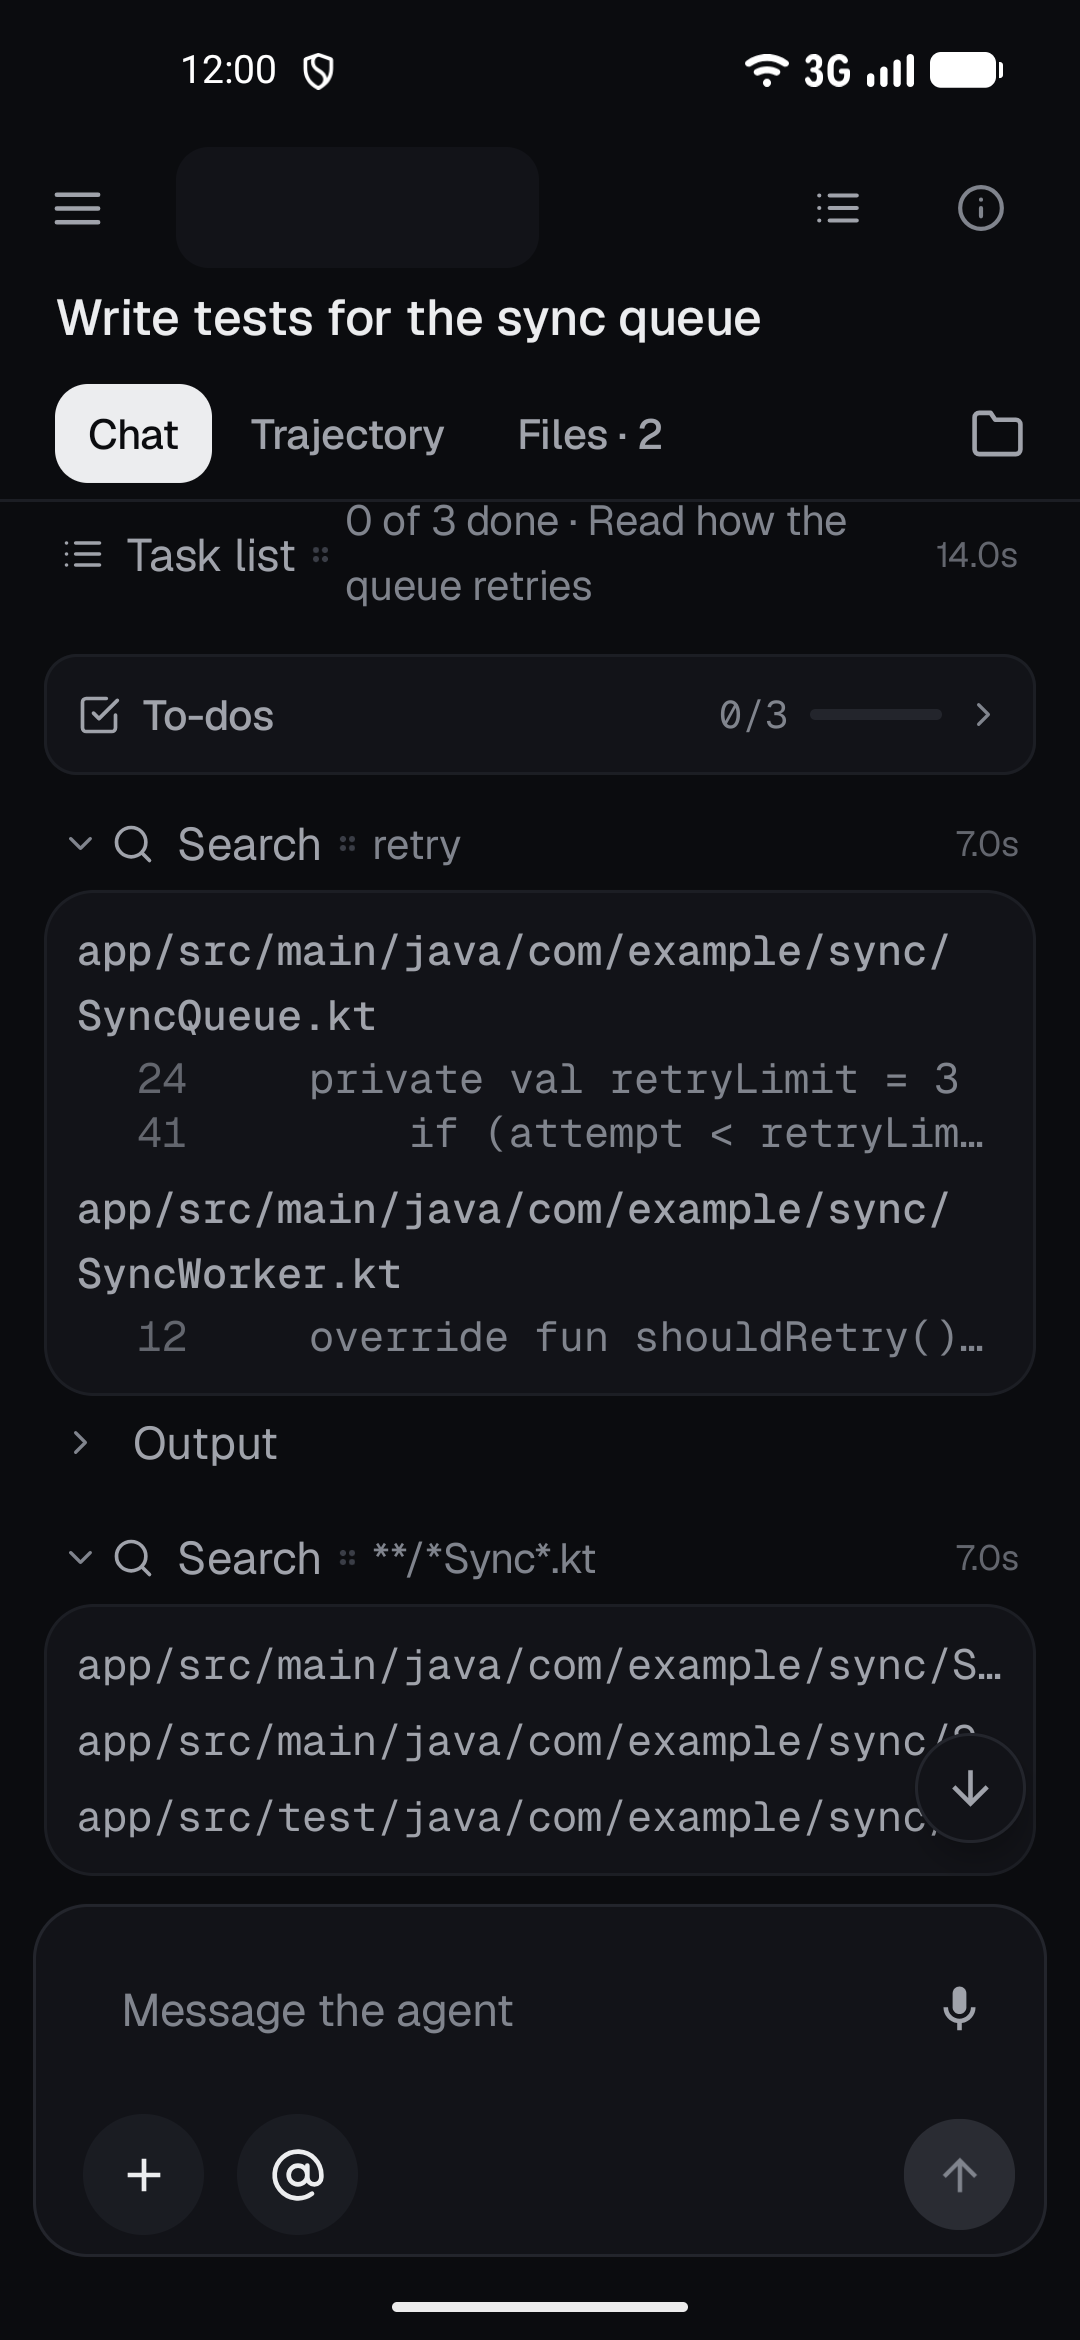 12:00
3G
Write tests for the sync queue
Chat
Trajectory
Files · 2
Task list
0 of 3 done · Read how the
queue retries
14.0s
To-dos
0/3
Search
retry
7.0s
app/src/main/java/com/example/sync/
SyncQueue.kt
24 private val retryLimit = 3
41 if (attempt < retryLim…
app/src/main/java/com/example/sync/
SyncWorker.kt
12 override fun shouldRetry()…
Output
Search
**/*Sync*.kt
7.0s
app/src/main/java/com/example/sync/S…
app/src/main/java/com/example/sync/
app/src/test/java/com/example/sync/
Message the agent